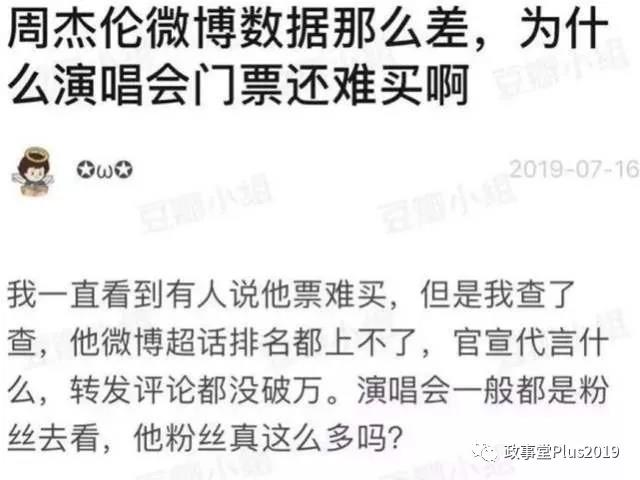 周杰伦微博数据那么差，为什
么演唱会门票还难买啊
✪ω✪
2019-07-16
我一直看到有人说他票难买，但是我查了
查，他微博超话排名都上不了，官宣代言什
么，转发评论都没破万。演唱会一般都是粉
丝去看，他粉丝真这么多吗？
政事堂Plus2019
豆瓣小组
豆瓣小组
豆瓣小组